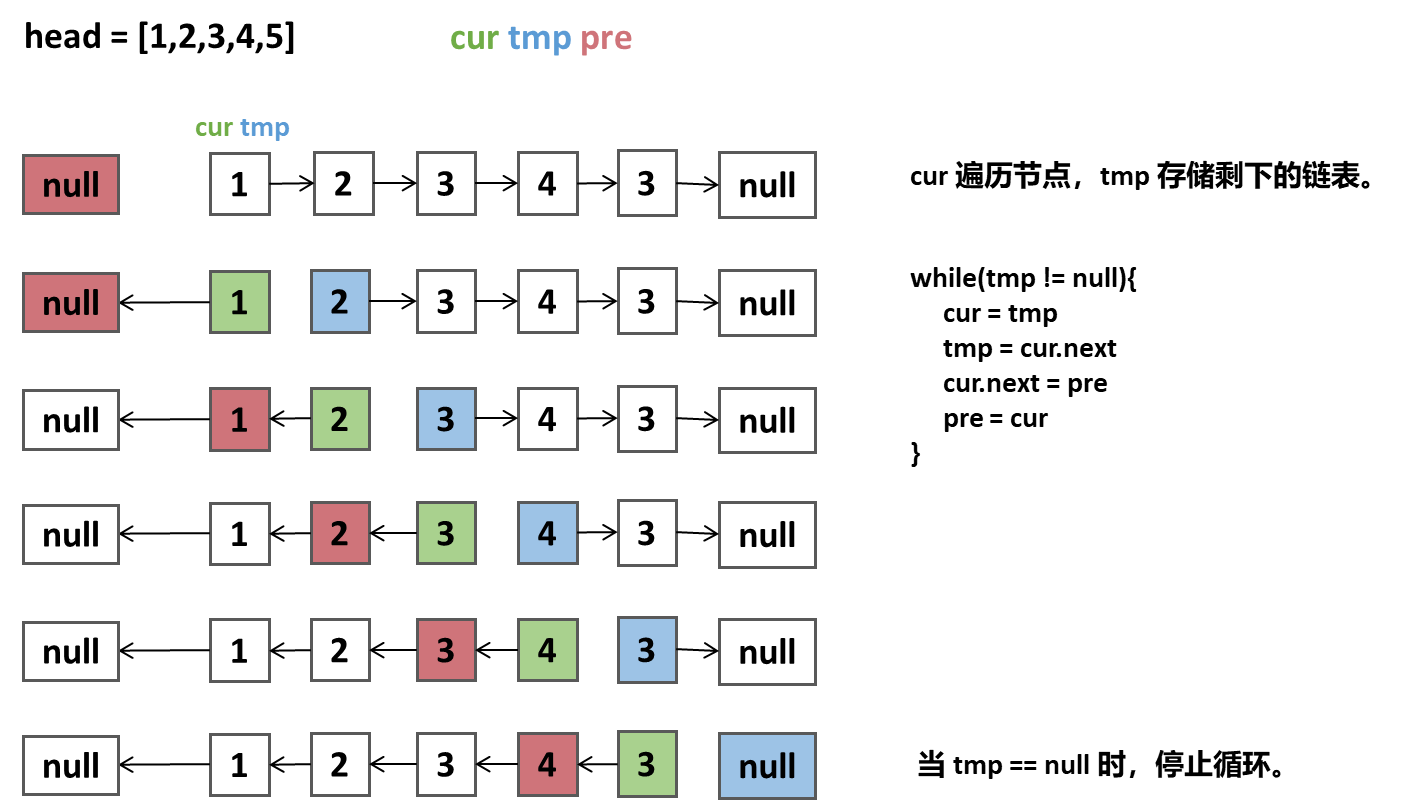 head = [1,2,3,4,5]
cur tmp pre
cur tmp
null 1 2 3 4 3 null
cur 遍历节点，tmp 存储剩下的链表。
null 1 2 3 4 3 null
while(tmp != null){
cur = tmp
tmp = cur.next
cur.next = pre
pre = cur
}
null 1 2 3 4 3 null
null 1 2 3 4 3 null
null 1 2 3 4 3 null
null 1 2 3 4 3 null
当 tmp == null 时，停止循环。